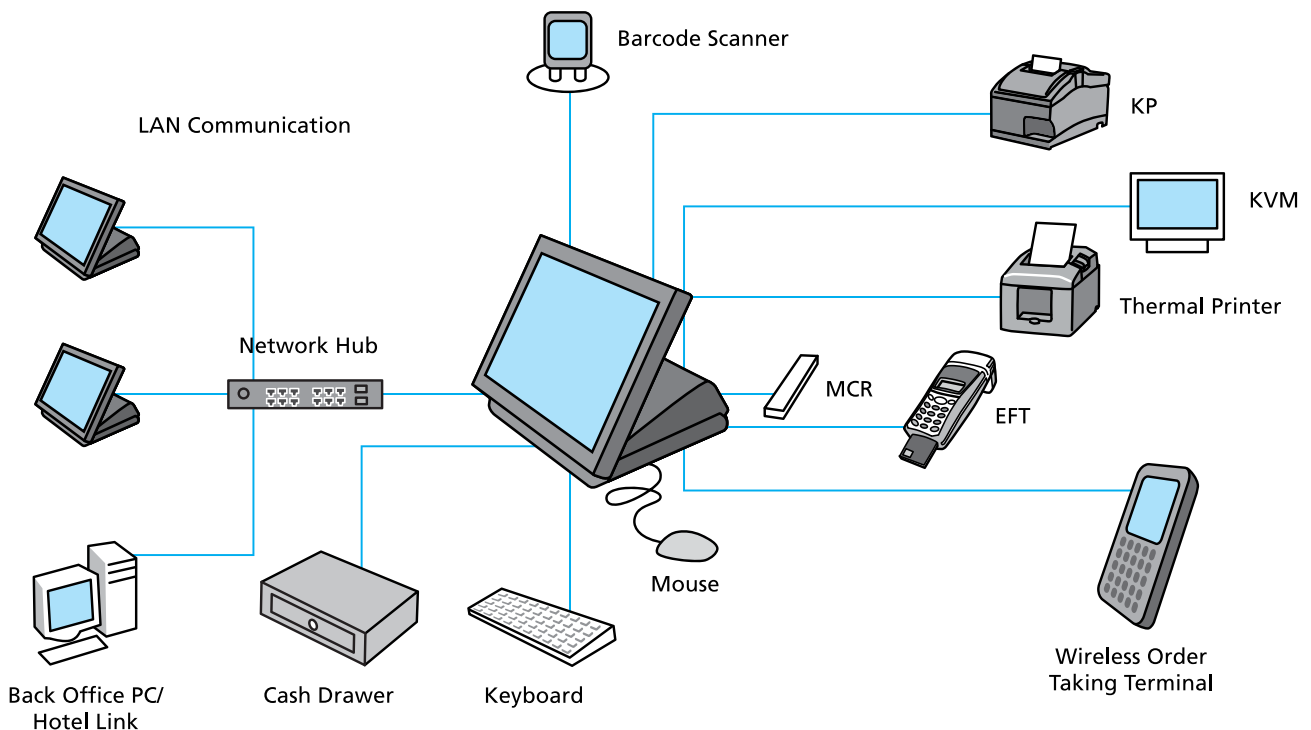 Barcode Scanner
KP
LAN Communication
KVM
Thermal Printer
Network Hub
MCR
EFT
Mouse
Wireless Order
Taking Terminal
Back Office PC/
Hotel Link
Cash Drawer
Keyboard